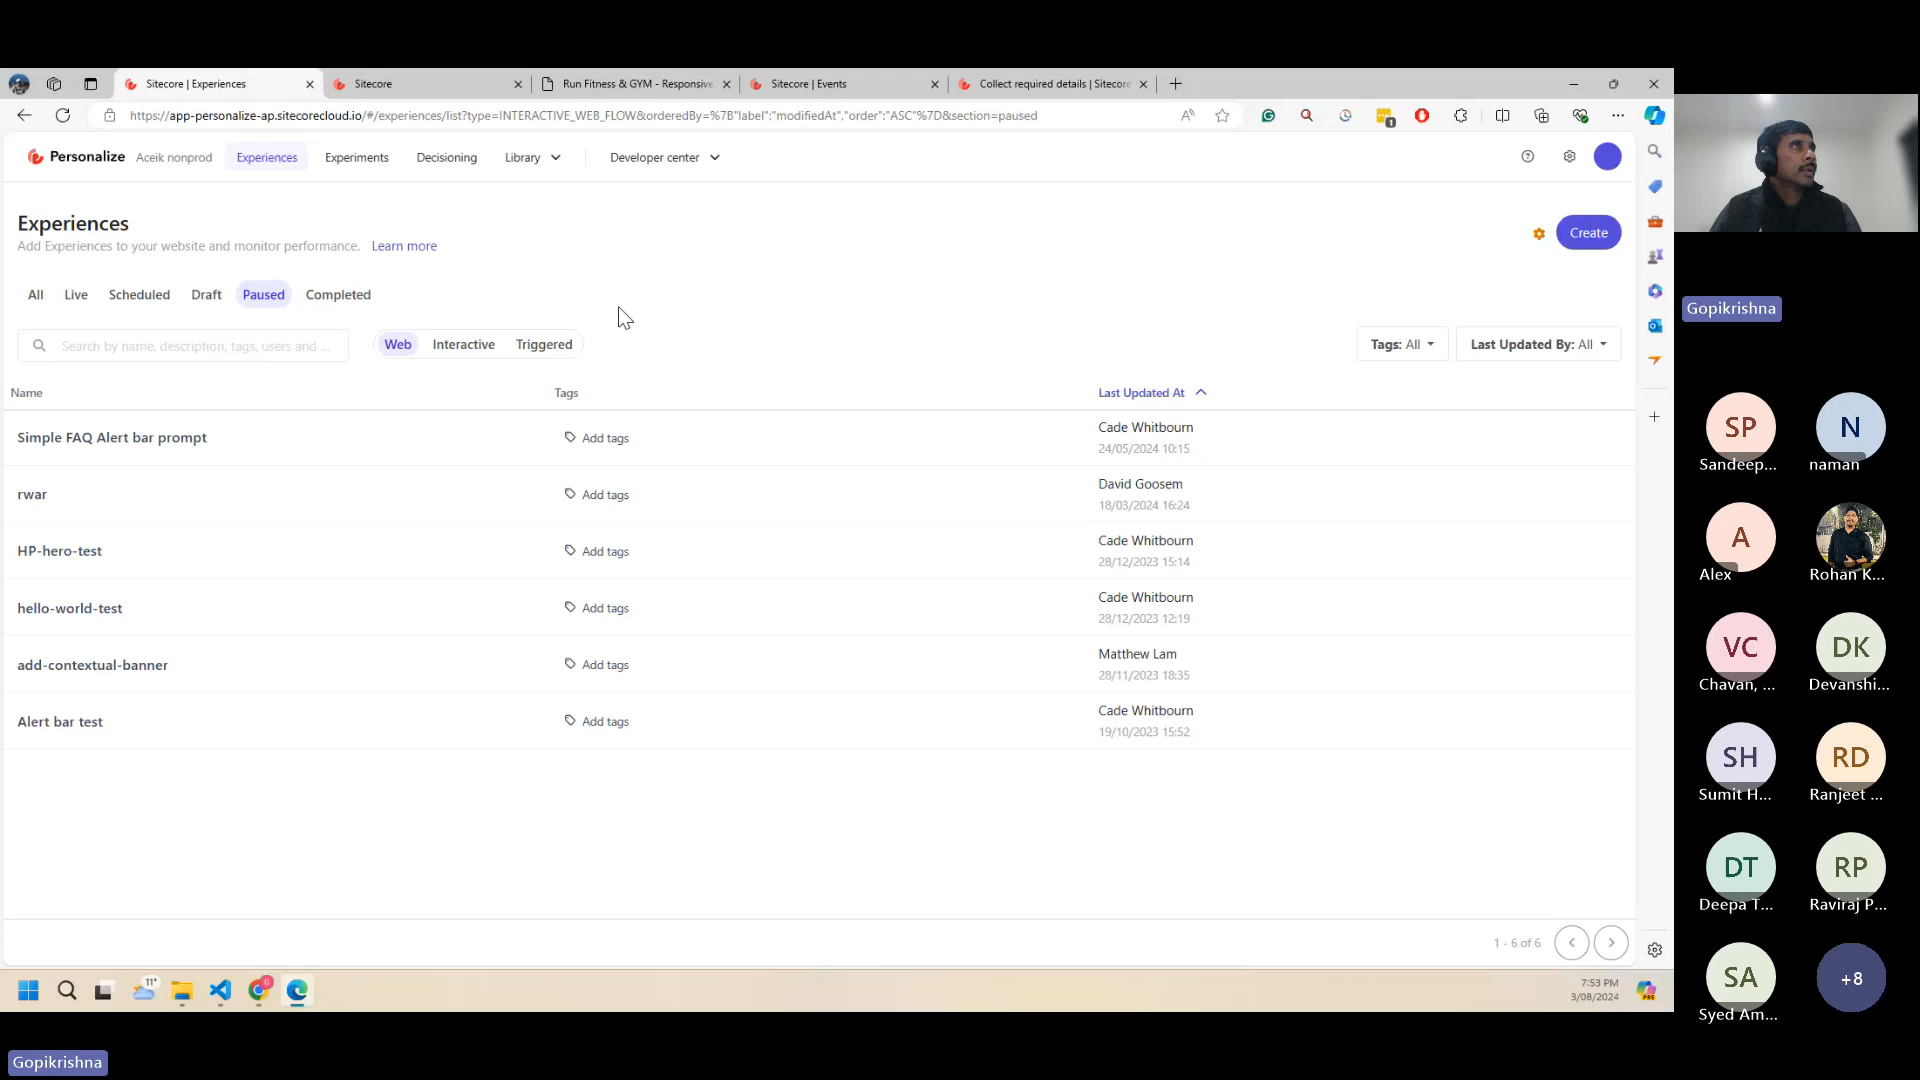 Sitecore | Experiences
Sitecore
Run Fitness & GYM - Responsive
Sitecore | Events
Collect required details | Sitecore
https://app-personalize-ap.sitecorecloud.io/#/experiences/list?type=INTERACTIVE_WEB_FLOW&orderedBy=%7B"label":"modifiedAt","order":"ASC"%7D&section=paused
1
Personalize
Aceik nonprod
Experiences
Experiments
Decisioning
Library
Developer center
Experiences
Add Experiences to your website and monitor performance. Learn more
Create
All
Live
Scheduled
Draft
Paused
Completed
Search by name, description, tags, users and ...
Web
Interactive
Triggered
Tags: All
Last Updated By: All
Name
Tags
Last Updated At
Simple FAQ Alert bar prompt
Add tags
Cade Whitbourn
24/05/2024 10:15
rwar
Add tags
David Goosem
18/03/2024 16:24
HP-hero-test
Add tags
Cade Whitbourn
28/12/2023 15:14
hello-world-test
Add tags
Cade Whitbourn
28/12/2023 12:19
add-contextual-banner
Add tags
Matthew Lam
28/11/2023 18:35
Alert bar test
Add tags
Cade Whitbourn
19/10/2023 15:52
1 - 6 of 6
11°
7:53 PM
3/08/2024
PRE
Gopikrishna
SP
Sandeep...
N
naman
A
Alex
Rohan K...
VC
Chavan, ...
DK
Devanshi...
SH
Sumit H...
RD
Ranjeet ...
DT
Deepa T...
RP
Raviraj P...
SA
Syed Am...
+8
Gopikrishna